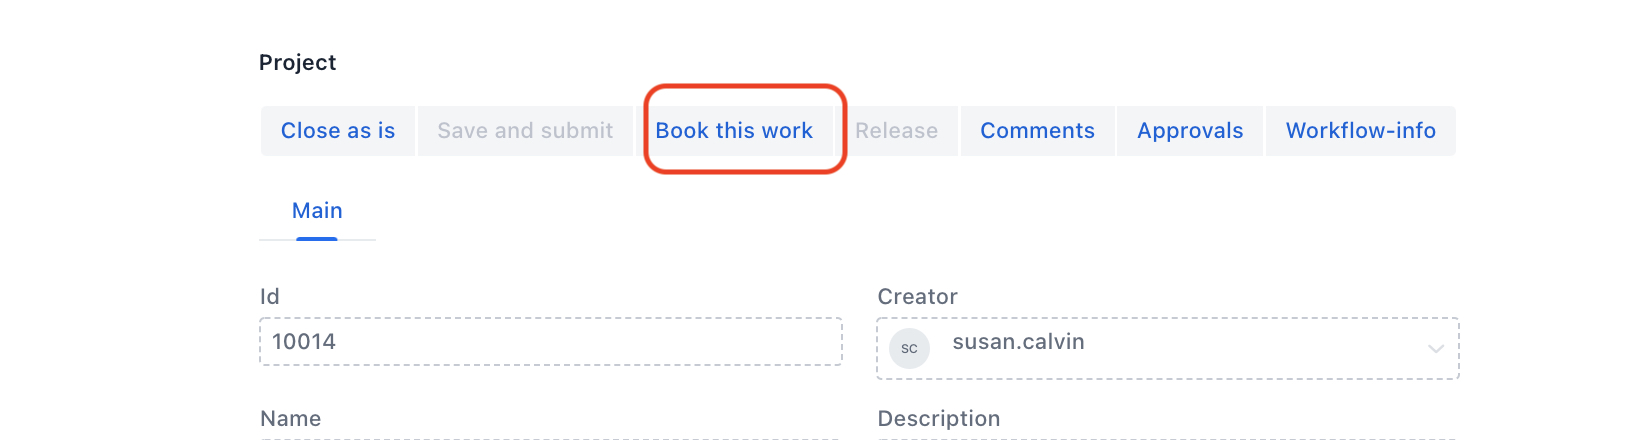 Project
Close as is Save and submit Book this work Release Comments Approvals Workflow-info
Main
Id Creator
10014 SC susan.calvin
Name Description